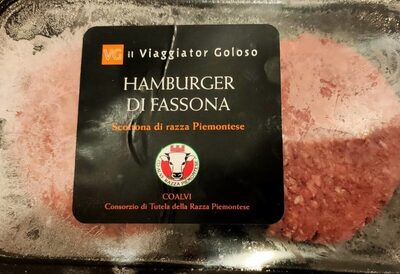 VG il Viaggiator Goloso
HAMBURGER
DI FASSONA
Scottona di razza Piemontese
COALVI
Consorzio di Tutela della Razza Piemontese